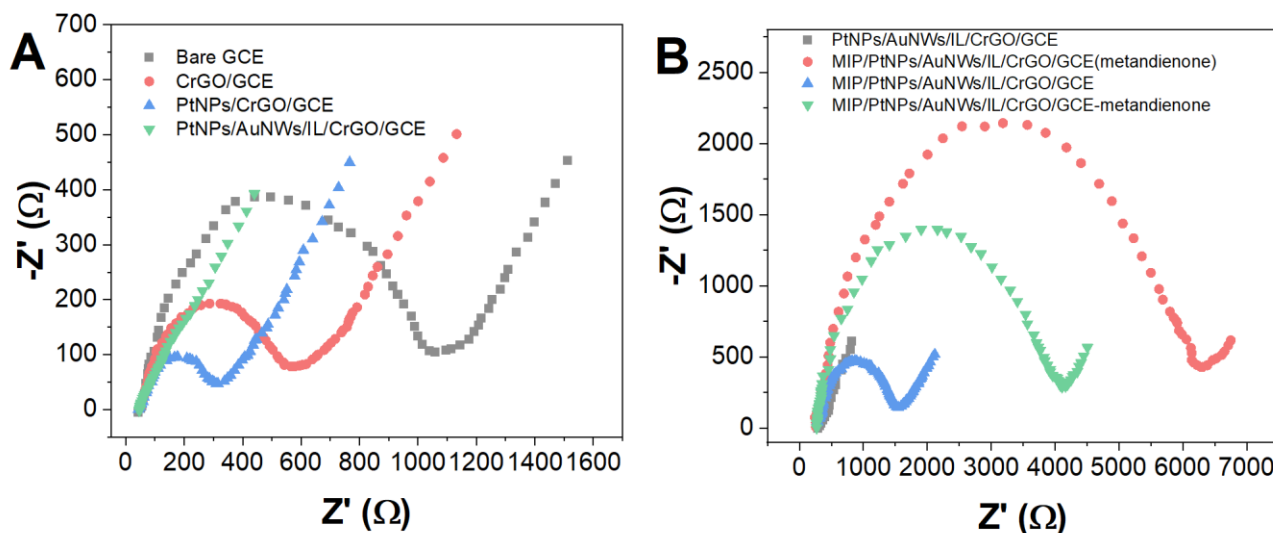 A
700
600
500
400
300
200
100
0
-Z' (Ω)
Bare GCE
CrGO/GCE
PtNPs/CrGO/GCE
PtNPs/AuNWs/IL/CrGO/GCE
0 200 400 600 800 1000 1200 1400 1600
Z' (Ω)
B
2500
2000
1500
1000
500
0
-Z' (Ω)
PtNPs/AuNWs/IL/CrGO/GCE
MIP/PtNPs/AuNWs/IL/CrGO/GCE(metandienone)
MIP/PtNPs/AuNWs/IL/CrGO/GCE
MIP/PtNPs/AuNWs/IL/CrGO/GCE-metandienone
0 1000 2000 3000 4000 5000 6000 7000
Z' (Ω)